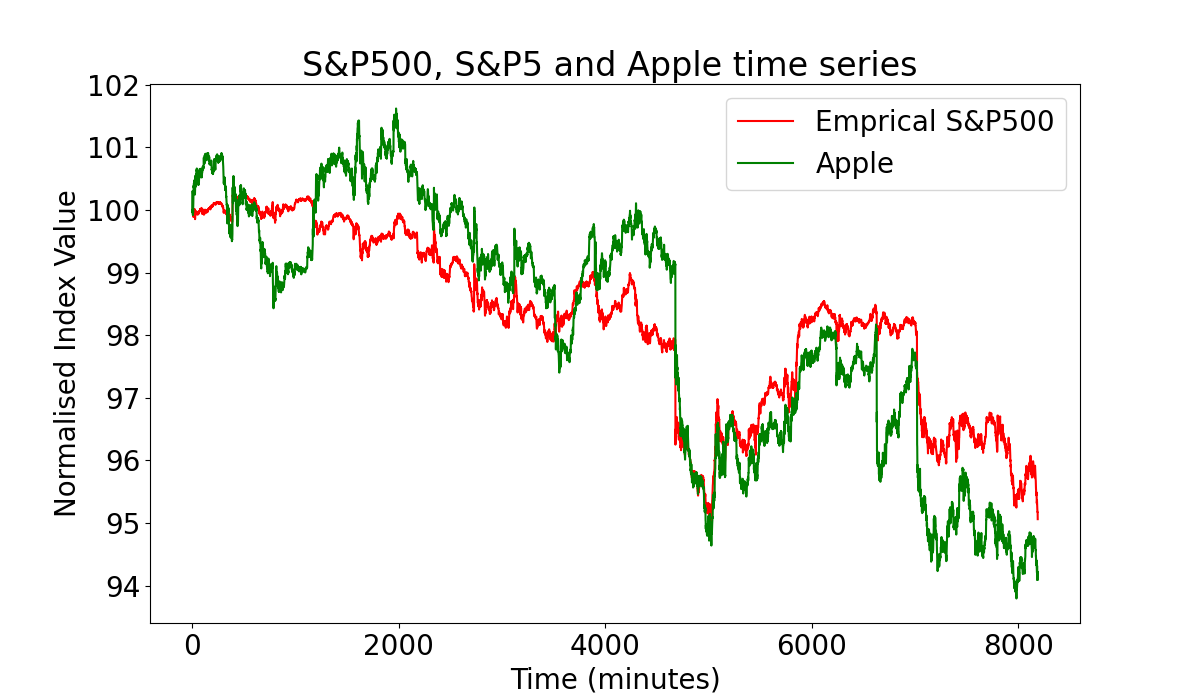 S&P500, S&P5 and Apple time series
Emprical S&P500
Apple
Normalised Index Value
102
101
100
99
98
97
96
95
94
0 2000 4000 6000 8000
Time (minutes)